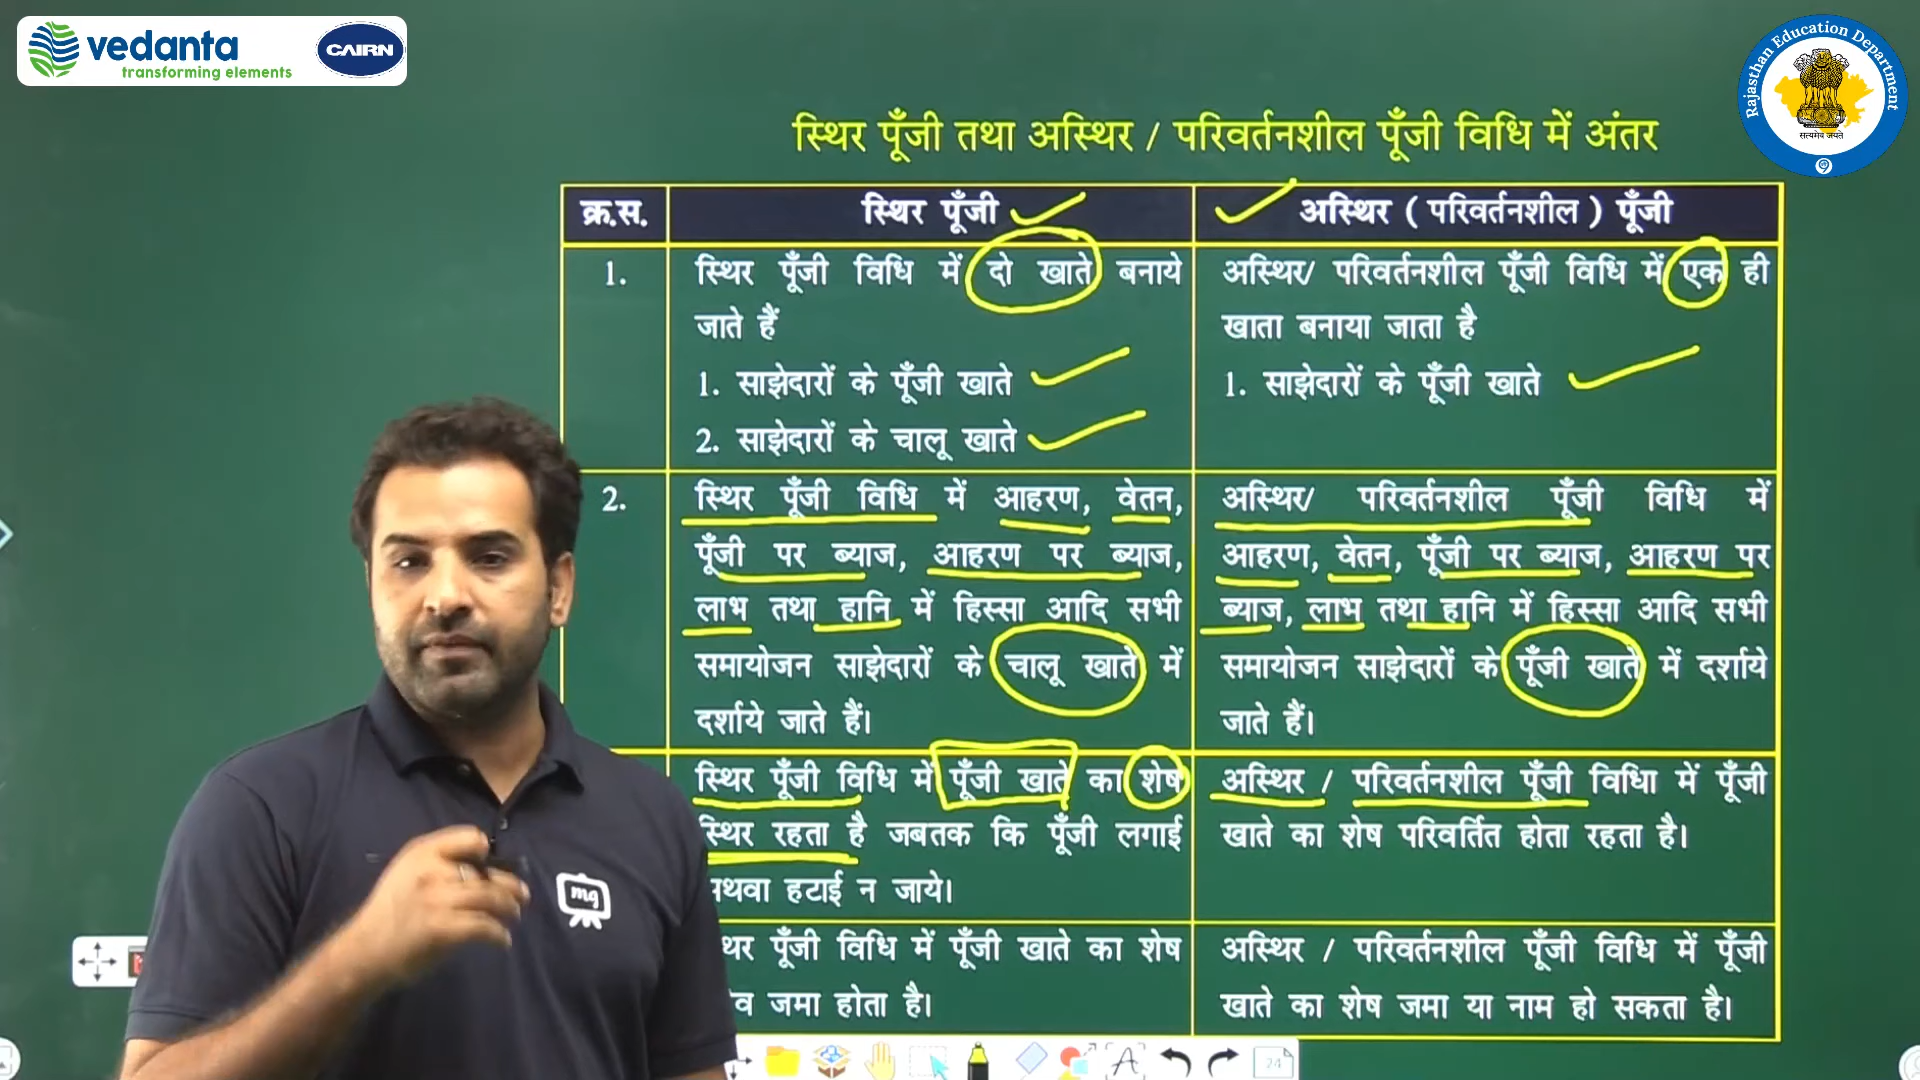 vedanta
transforming elements
CAIRN
Rajasthan Education Department
सत्यमेव जयते
स्थिर पूँजी तथा अस्थिर / परिवर्तनशील पूँजी विधि में अंतर
क्र.स. स्थिर पूँजी अस्थिर ( परिवर्तनशील ) पूँजी
1. स्थिर पूँजी विधि में दो खाते बनाये
जाते हैं
1. साझेदारों के पूँजी खाते
2. साझेदारों के चालू खाते
अस्थिर/ परिवर्तनशील पूँजी विधि में एक ही
खाता बनाया जाता है
1. साझेदारों के पूँजी खाते
2. स्थिर पूँजी विधि में आहरण, वेतन,
पूँजी पर ब्याज, आहरण पर ब्याज,
लाभ तथा हानि में हिस्सा आदि सभी
समायोजन साझेदारों के चालू खाते में
दर्शाये जाते हैं।
अस्थिर/ परिवर्तनशील पूँजी विधि में
आहरण, वेतन, पूँजी पर ब्याज, आहरण पर
ब्याज, लाभ तथा हानि में हिस्सा आदि सभी
समायोजन साझेदारों के पूँजी खाते में दर्शाये
जाते हैं।
स्थिर पूँजी विधि में पूँजी खाते का शेष
स्थिर रहता है जबतक कि पूँजी लगाई
हटाई न जाये।
अस्थिर / परिवर्तनशील पूँजी विधिा में पूँजी
खाते का शेष परिवर्तित होता रहता है।
पूँजी विधि में पूँजी खाते का शेष
जमा होता है।
अस्थिर / परिवर्तनशील पूँजी विधि में पूँजी
खाते का शेष जमा या नाम हो सकता है।
mg
24